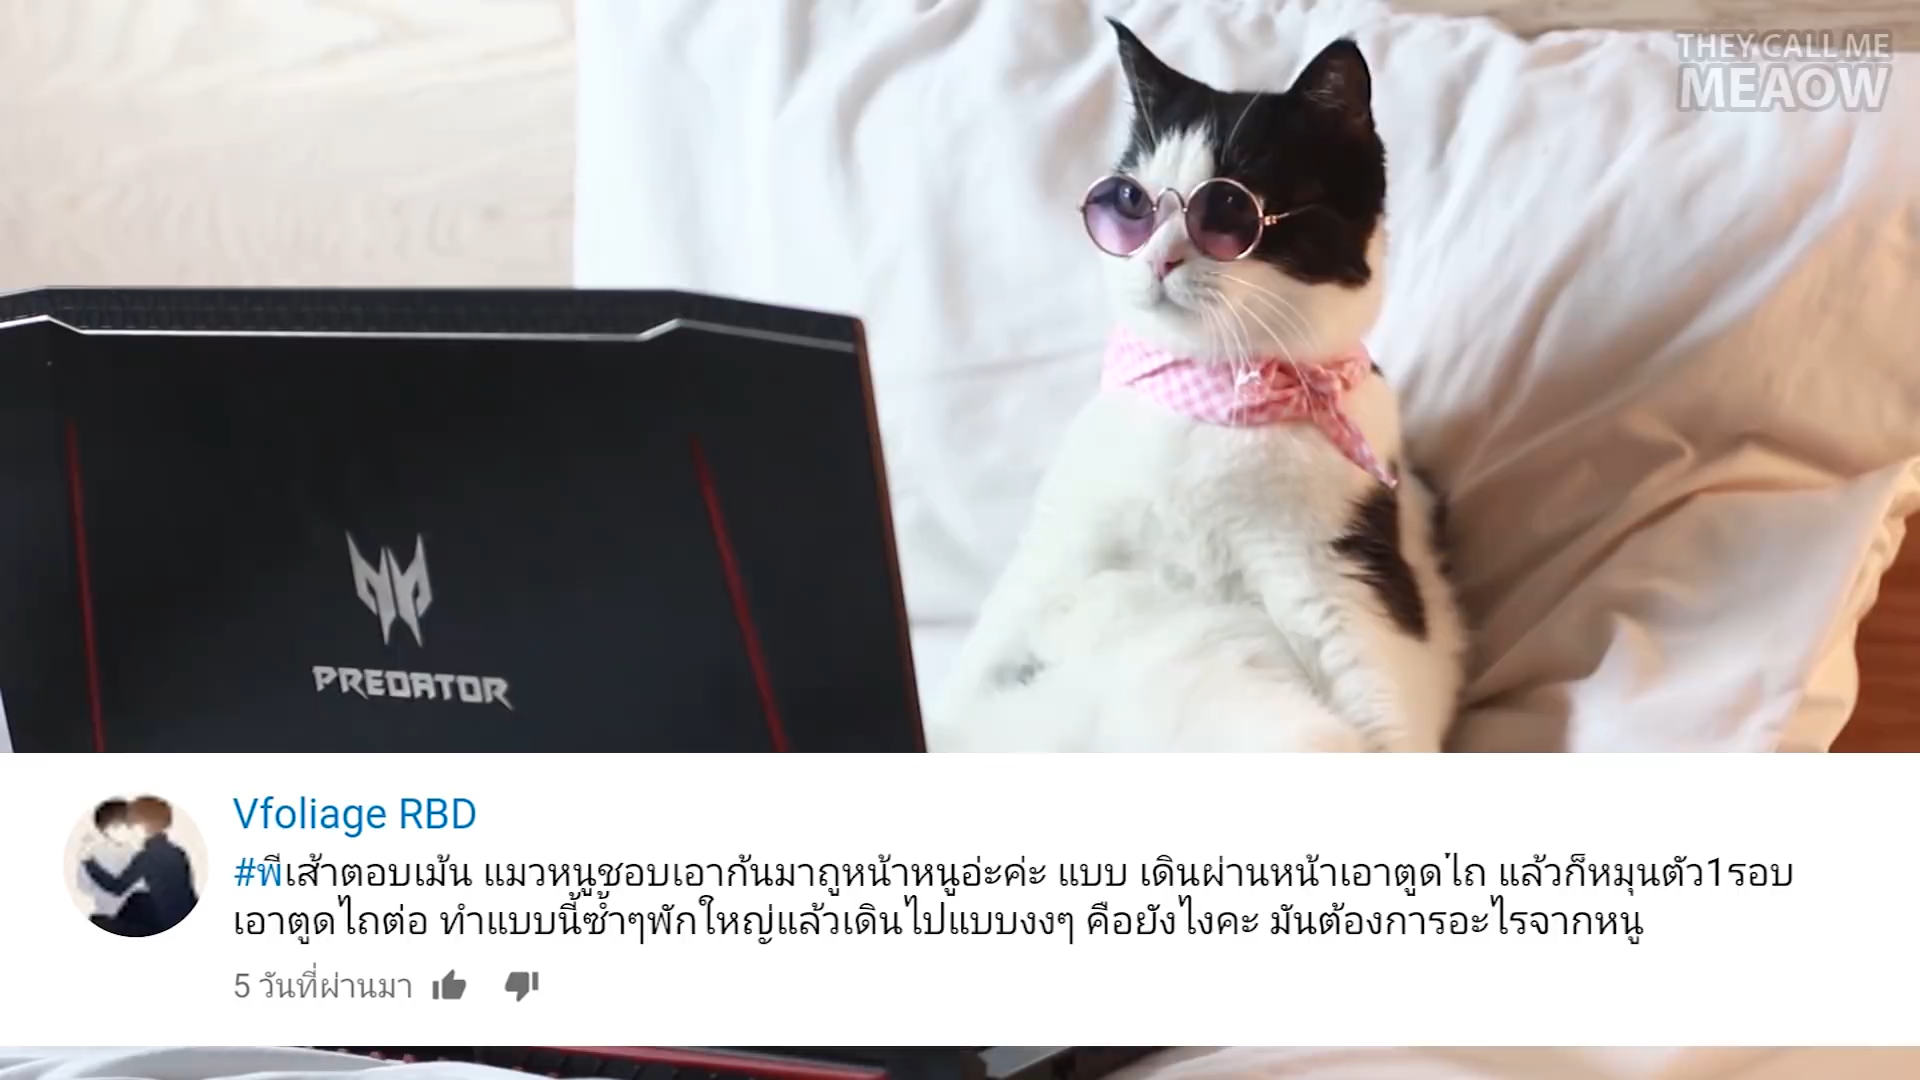 THEY CALL ME
MEAOW
PREDATOR
Vfoliage RBD
#พีเส้าตอบเม้น แมวหนูชอบเอาก้นมาถูหน้าหนูอ่ะค่ะ แบบ เดินผ่านหน้าเอาตูดไถ แล้วก็หมุนตัว1รอบ
เอาตูดไถต่อ ทำแบบนี้ซ้ำๆพักใหญ่แล้วเดินไปแบบงงๆ คือยังไงคะ มันต้องการอะไรจากหนู
5 วันที่ผ่านมา